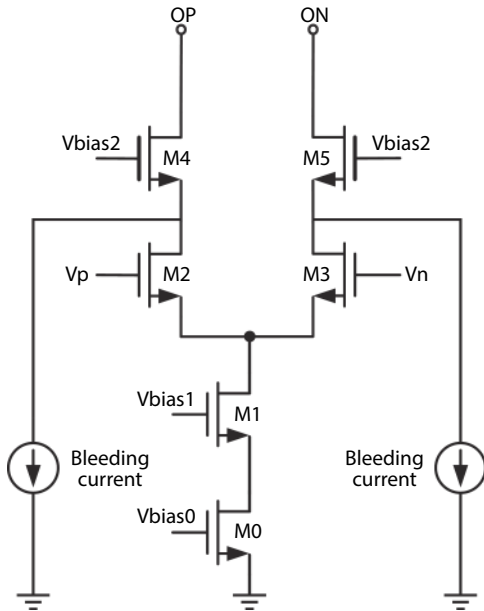 OP ON
Vbias2 M4 M5 Vbias2
Vp M2 M3 Vn
Vbias1 M1
Bleeding
current
Bleeding
current
Vbias0 M0